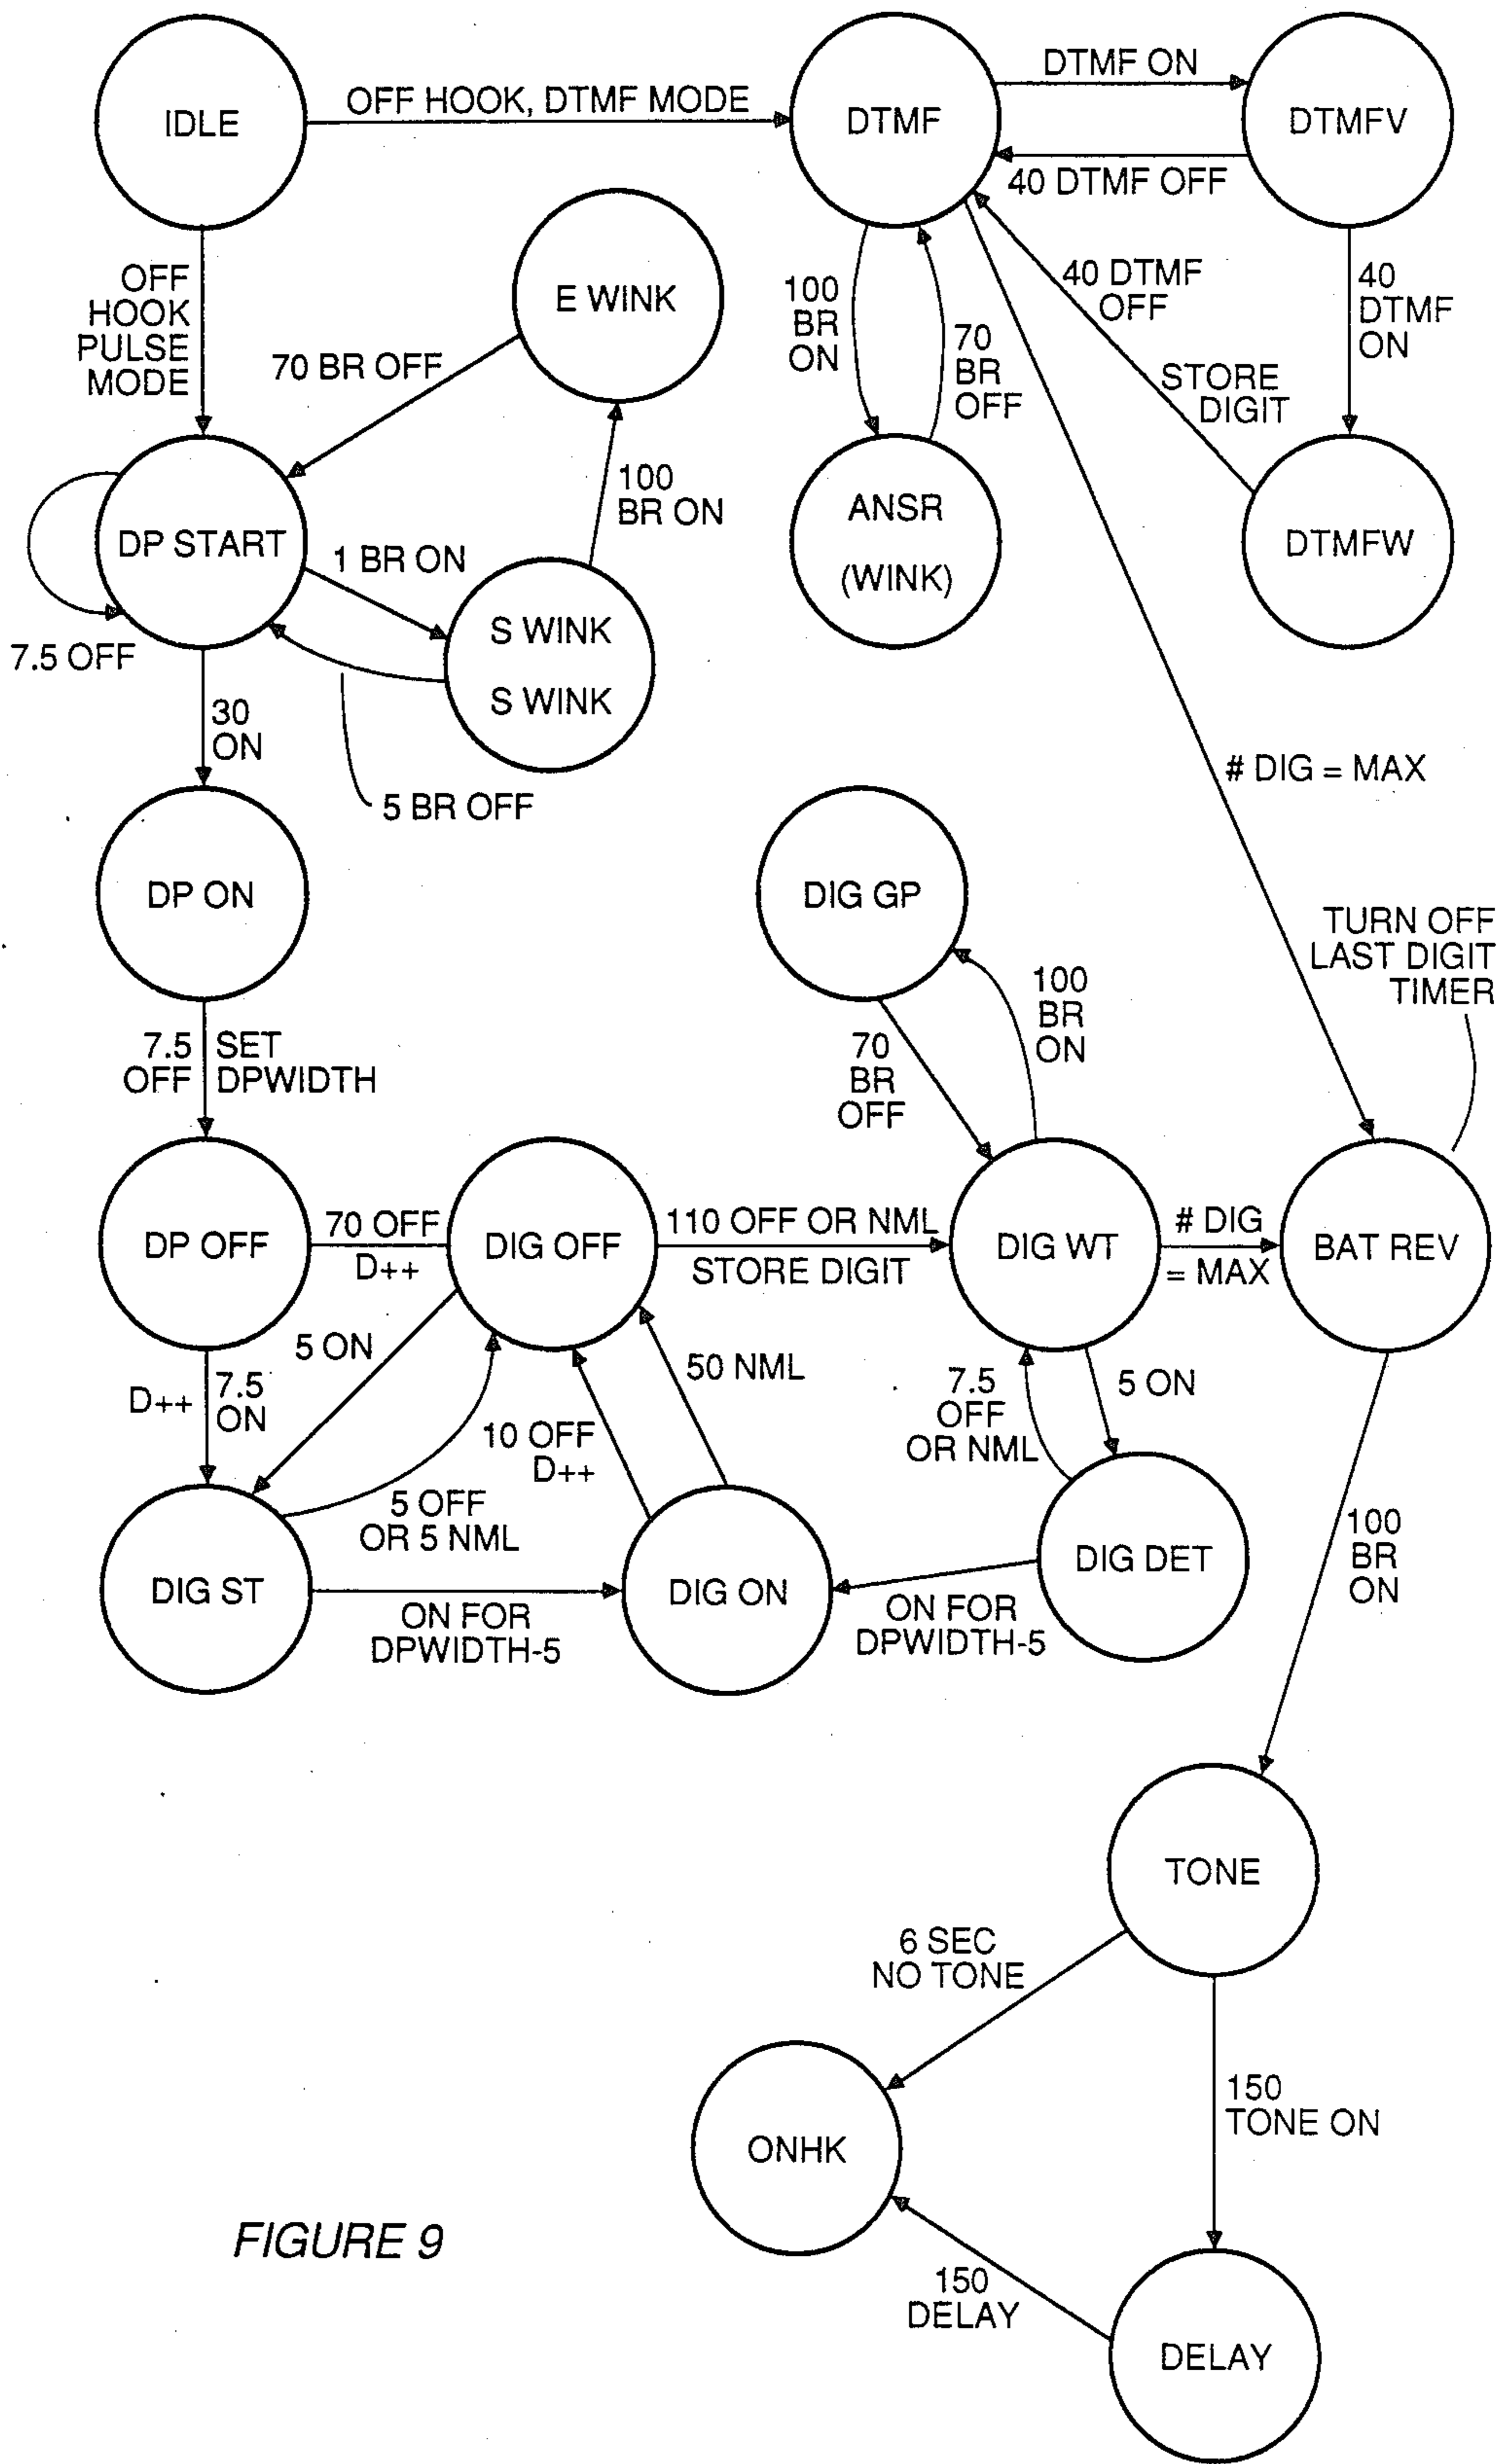 IDLE
OFF HOOK, DTMF MODE
DTMF
DTMF ON
DTMFV
40 DTMF OFF
OFF
HOOK
PULSE
MODE
E WINK
70 BR OFF
100
BR
ON
70
BR
OFF
40 DTMF
OFF
STORE
DIGIT
40
DTMF
ON
DP START
7.5 OFF
1 BR ON
100
BR ON
S WINK
S WINK
5 BR OFF
ANSR
(WINK)
DTMFW
30
ON
# DIG = MAX
DP ON
DIG GP
100
BR
ON
70
BR
OFF
TURN OFF
LAST DIGIT
TIMER
7.5
OFF
SET
DPWIDTH
DP OFF
70 OFF
D++
DIG OFF
110 OFF OR NML
STORE DIGIT
DIG WT
# DIG
= MAX
BAT REV
D++
7.5
ON
5 ON
5 OFF
OR 5 NML
10 OFF
D++
50 NML
7.5
OFF
OR NML
5 ON
DIG ST
ON FOR
DPWIDTH-5
DIG ON
ON FOR
DPWIDTH-5
DIG DET
100
BR
ON
TONE
6 SEC
NO TONE
150
TONE ON
ONHK
150
DELAY
DELAY
FIGURE 9